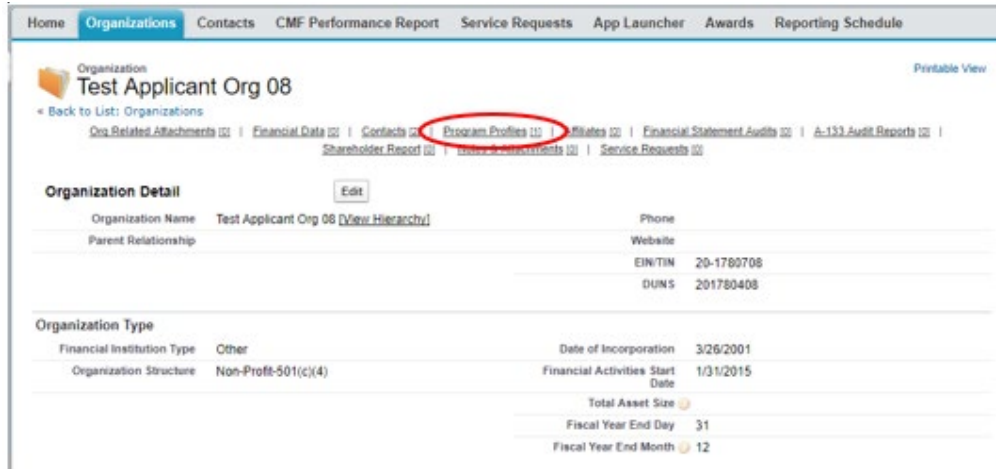 Home Organizations Contacts CMF Performance Report Service Requests App Launcher Awards Reporting Schedule
Organization
Test Applicant Org 08
Printable View
« Back to List: Organizations
Org Related Attachments [0] | Financial Data [0] | Contacts [2] | Program Profiles [1] | Affiliates [0] | Financial Statement Audits [0] | A-133 Audit Reports [0] |
Shareholder Report [0] | Notes & Attachments [0] | Service Requests [0]
Organization Detail Edit
Organization Name Test Applicant Org 08 [View Hierarchy] Phone
Parent Relationship Website
EIN/TIN 20-1780708
DUNS 201780408
Organization Type
Financial Institution Type Other Date of Incorporation 3/26/2001
Organization Structure Non-Profit-501(c)(4) Financial Activities Start Date 1/31/2015
Total Asset Size
Fiscal Year End Day 31
Fiscal Year End Month 12